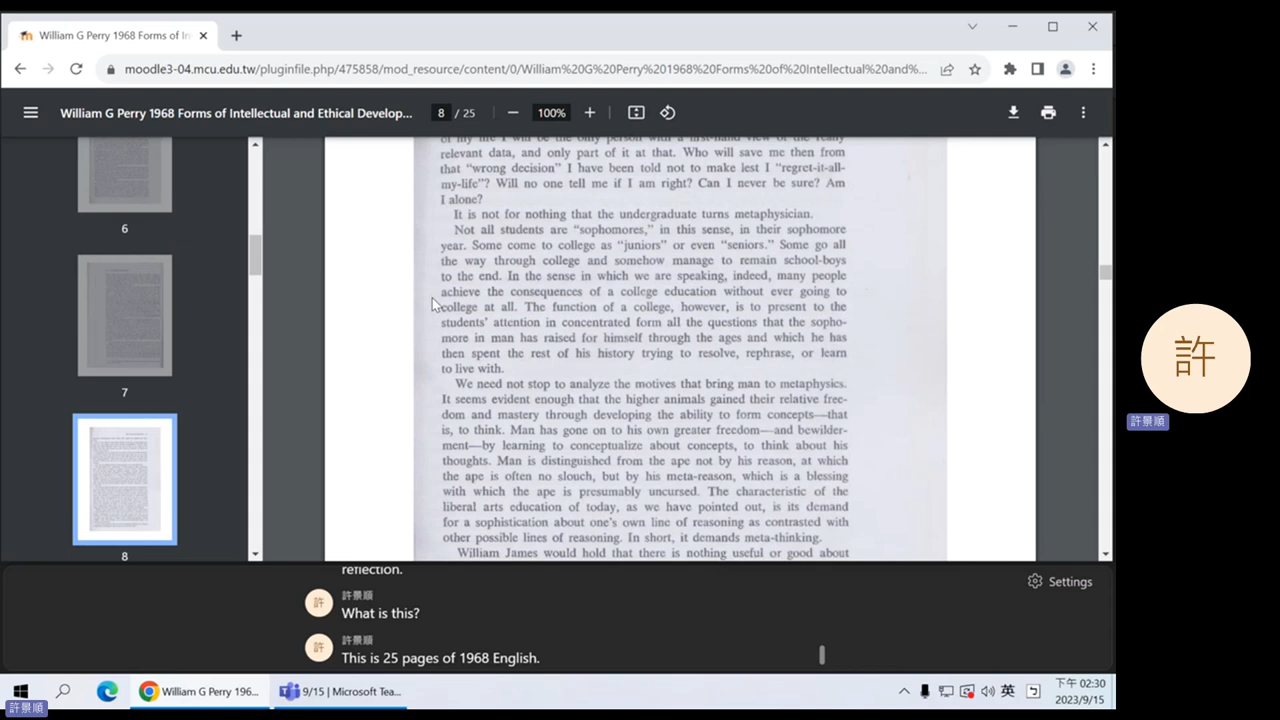 William G Perry 1968 Forms of In
moodle3-04.mcu.edu.tw/pluginfile.php/475858/mod_resource/content/0/William%20G%20Perry%201968%20Forms%20of%20Intellectual%20and%...
William G Perry 1968 Forms of Intellectual and Ethical Develop...
8 / 25
100%
6
7
8
of my life I will be the only person with a first-hand view of the really
relevant data, and only part of it at that. Who will save me then from
that “wrong decision” I have been told not to make lest I “regret-it-all-
my-life”? Will no one tell me if I am right? Can I never be sure? Am
I alone?
It is not for nothing that the undergraduate turns metaphysician.
Not all students are “sophomores,” in this sense, in their sophomore
year. Some come to college as “juniors” or even “seniors.” Some go all
the way through college and somehow manage to remain school-boys
to the end. In the sense in which we are speaking, indeed, many people
achieve the consequences of a college education without ever going to
college at all. The function of a college, however, is to present to the
students’ attention in concentrated form all the questions that the sopho-
more in man has raised for himself through the ages and which he has
then spent the rest of his history trying to resolve, rephrase, or learn
to live with.
We need not stop to analyze the motives that bring man to metaphysics.
It seems evident enough that the higher animals gained their relative free-
dom and mastery through developing the ability to form concepts—that
is, to think. Man has gone on to his own greater freedom—and bewilder-
ment—by learning to conceptualize about concepts, to think about his
thoughts. Man is distinguished from the ape not by his reason, at which
the ape is often no slouch, but by his meta-reason, which is a blessing
with which the ape is presumably uncursed. The characteristic of the
liberal arts education of today, as we have pointed out, is its demand
for a sophistication about one’s own line of reasoning as contrasted with
other possible lines of reasoning. In short, it demands meta-thinking.
William James would hold that there is nothing useful or good about
reflection.
許景順
What is this?
許景順
This is 25 pages of 1968 English.
許
許
Settings
許
許景順
William G Perry 196...
9/15 | Microsoft Tea...
英
下午 02:30
2023/9/15
許景順